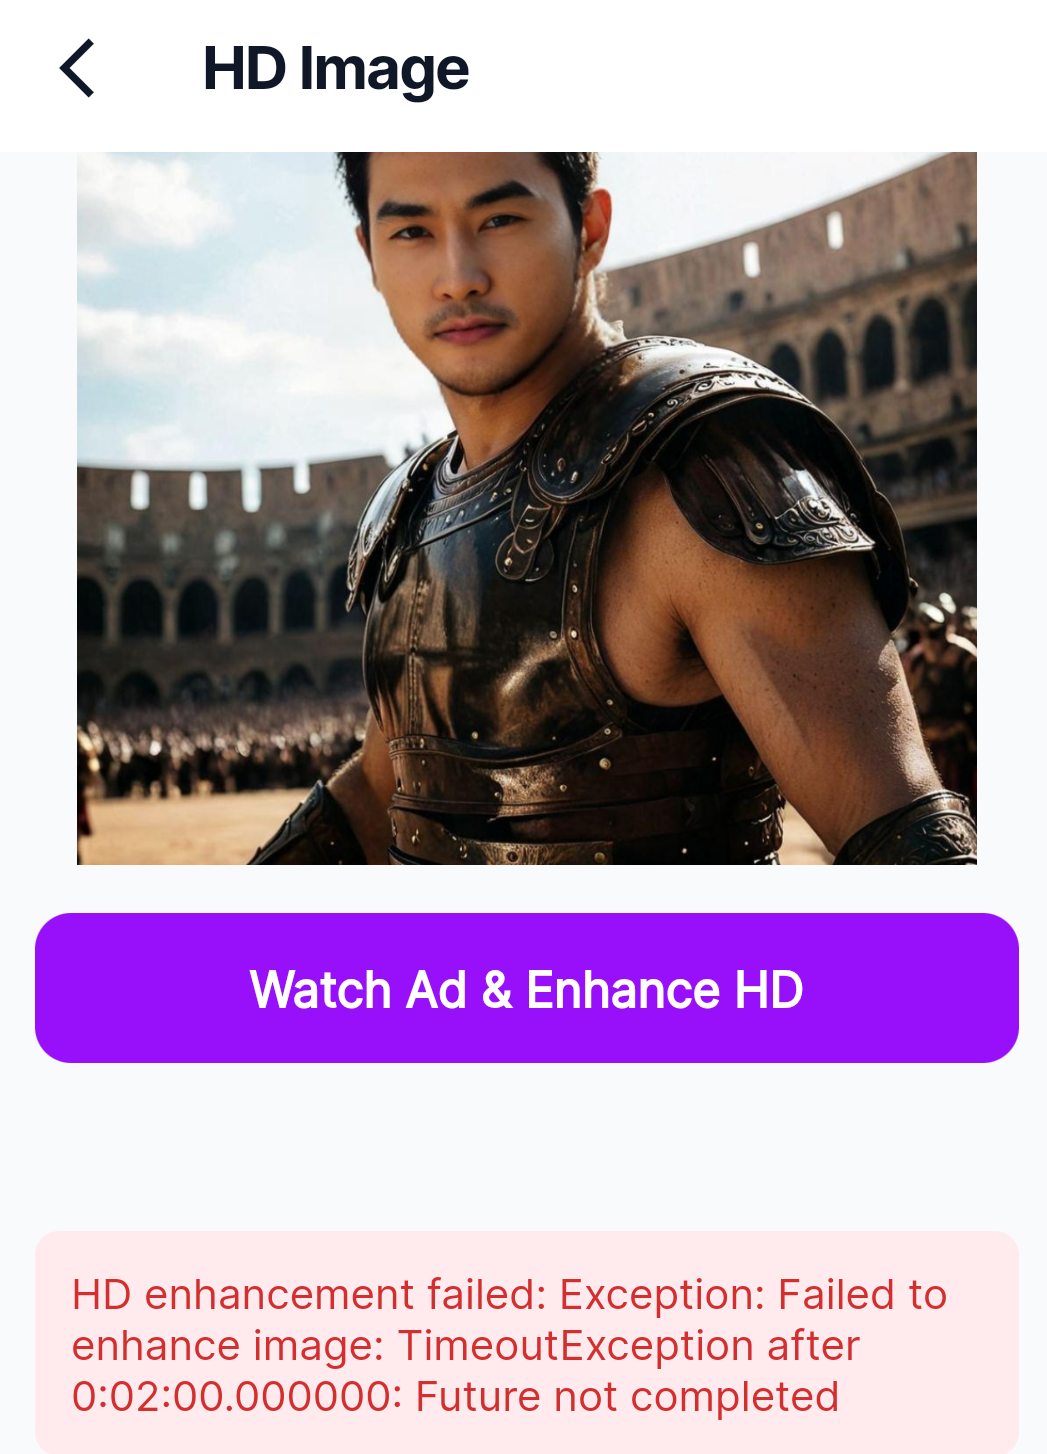 HD Image
Watch Ad & Enhance HD
HD enhancement failed: Exception: Failed to
enhance image: TimeoutException after
0:02:00.000000: Future not completed